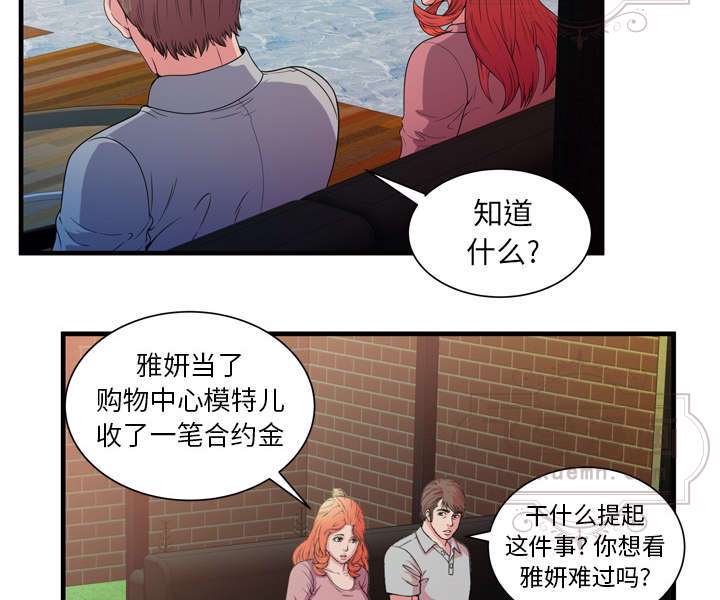 知道
什么?
雅妍当了
购物中心模特儿
收了一笔合约金
kuemn.c
干什么提起
这件事? 你想看
雅妍难过吗?